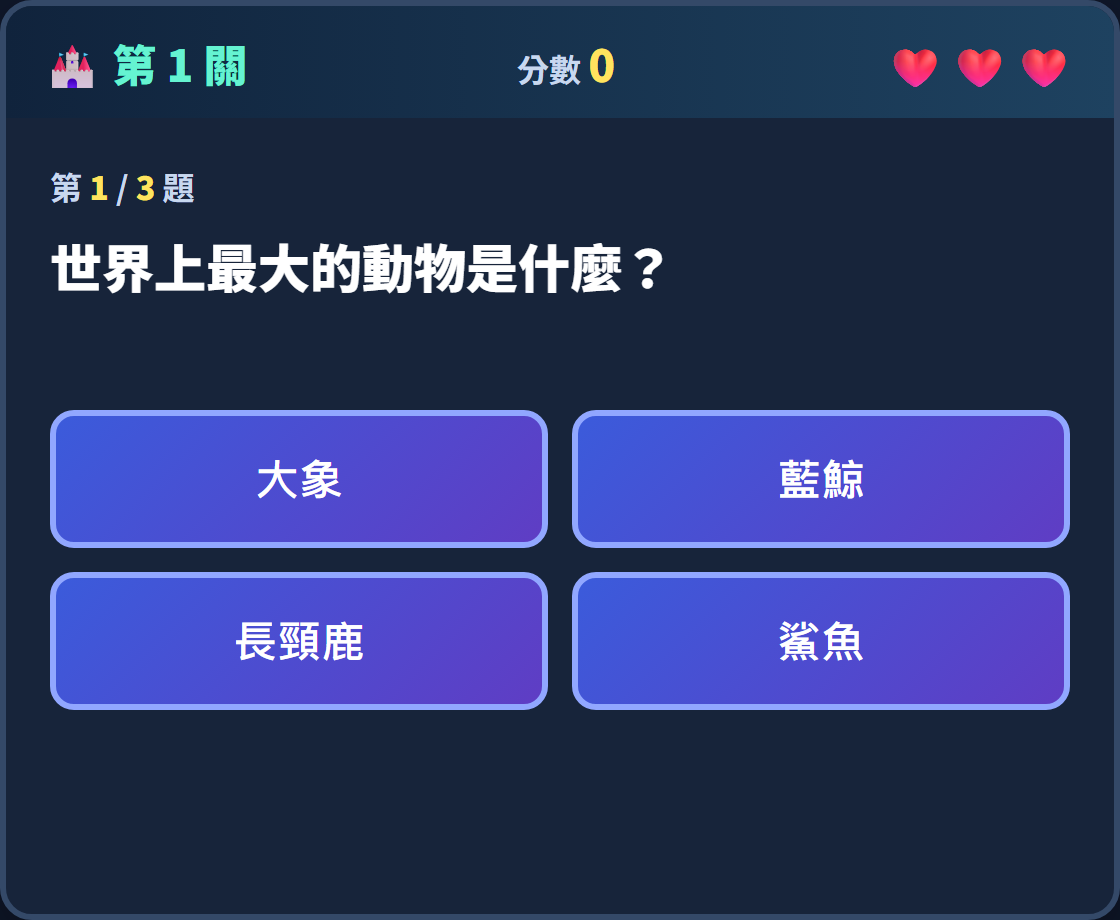 第 1 關
分數 0
第 1 / 3 題
世界上最大的動物是什麼？
大象
藍鯨
長頸鹿
鯊魚